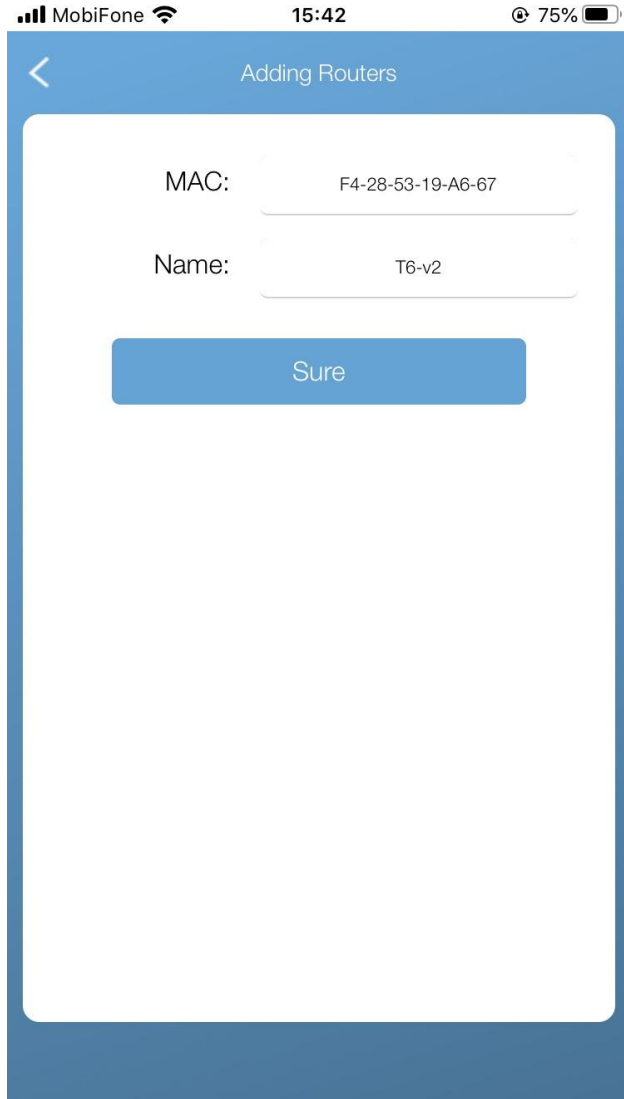 MobiFone 15:42 75%
Adding Routers
MAC: F4-28-53-19-A6-67
Name: T6-v2
Sure